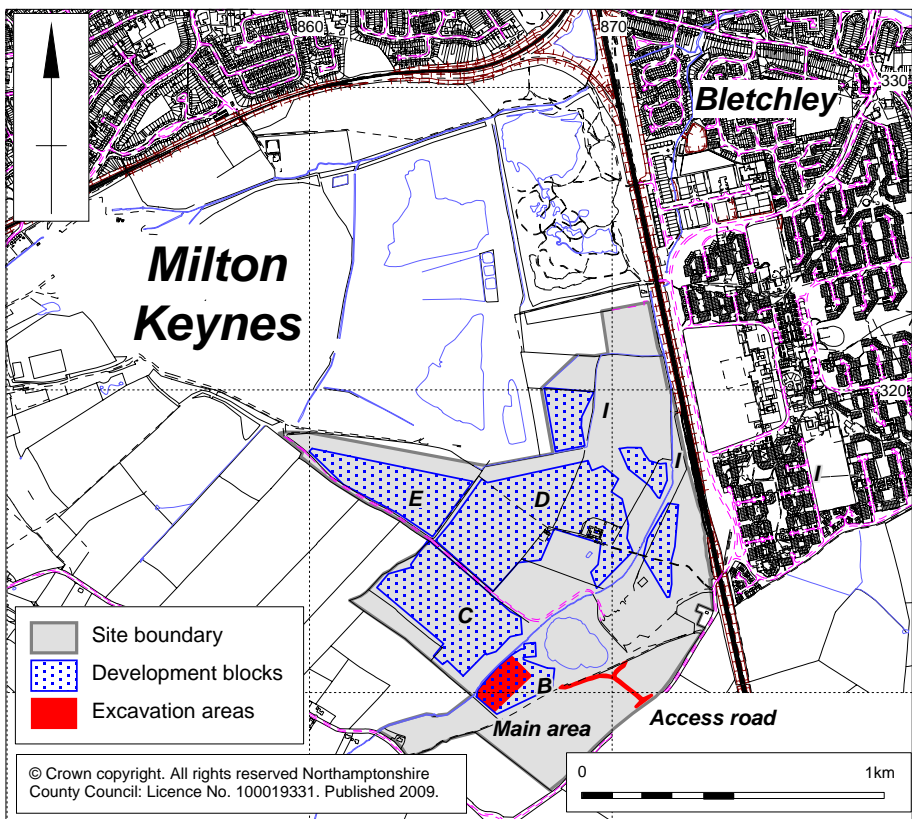 860
870
330
Bletchley
Milton
Keynes
320
I
I
I
E
D
C
B
Main area
Access road
Site boundary
Development blocks
Excavation areas
© Crown copyright. All rights reserved Northamptonshire
County Council: Licence No. 100019331. Published 2009.
0 1km